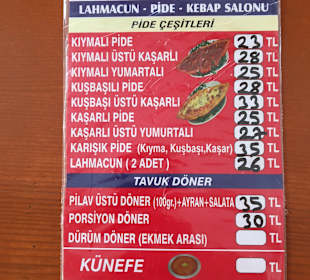 LAHMACUN - PİDE - KEBAP SALONU
PİDE ÇEŞİTLERİ
KIYMALI PİDE 23 TL
KIYMALI ÜSTÜ KAŞARLI 28 TL
KIYMALI YUMARTALI 25 TL
KUŞBAŞILI PİDE 28 TL
KUŞBAŞI ÜSTÜ KAŞARLI 33 TL
KAŞARLI PİDE 25 TL
KAŞARLI ÜSTÜ YUMURTALI 27 TL
KARIŞIK PİDE (Kıyma, Kuşbaşı,Kaşar) 35 TL
LAHMACUN ( 2 ADET ) 26 TL
TAVUK DÖNER
PİLAV ÜSTÜ DÖNER (100gr.)+AYRAN+SALATA 35 TL
PORSİYON DÖNER 30 TL
DÜRÜM DÖNER (EKMEK ARASI) TL
KÜNEFE TL